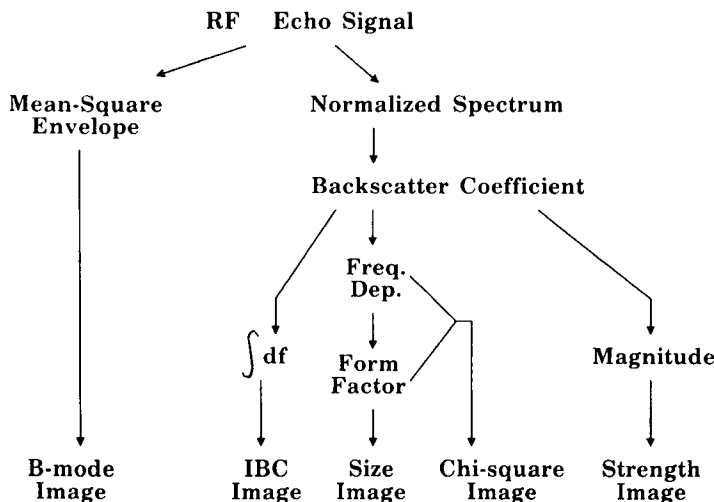 RF Echo Signal
Mean-Square
Envelope
Normalized Spectrum
Backscatter Coefficient
Freq.
Dep.
∫ df
Form
Factor
Magnitude
B-mode
Image
IBC
Image
Size
Image
Chi-square
Image
Strength
Image